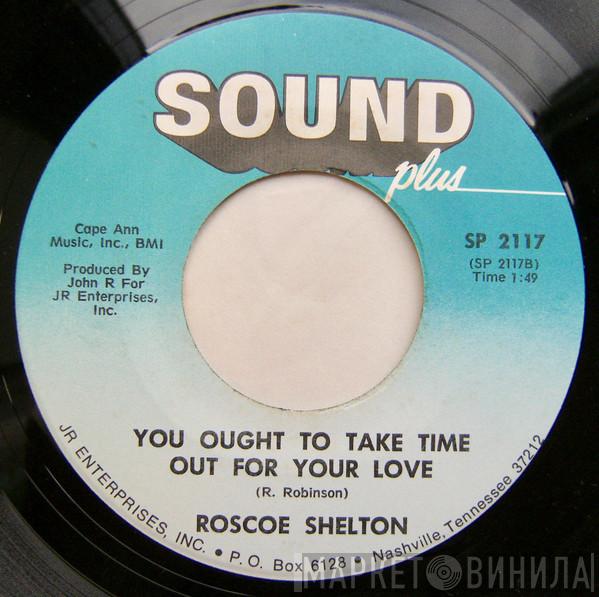 SOUND
plus
Cape Ann
Music, Inc., BMI
Produced By
John R For
JR Enterprises,
Inc.
SP 2117
(SP 2117B)
Time 1:49
YOU OUGHT TO TAKE TIME
OUT FOR YOUR LOVE
(R. Robinson)
ROSCOE SHELTON
JR ENTERPRISES, INC. • P.O. Box 6128 • Nashville, Tennessee 37212
МАРКЕТ ВИНИЛА